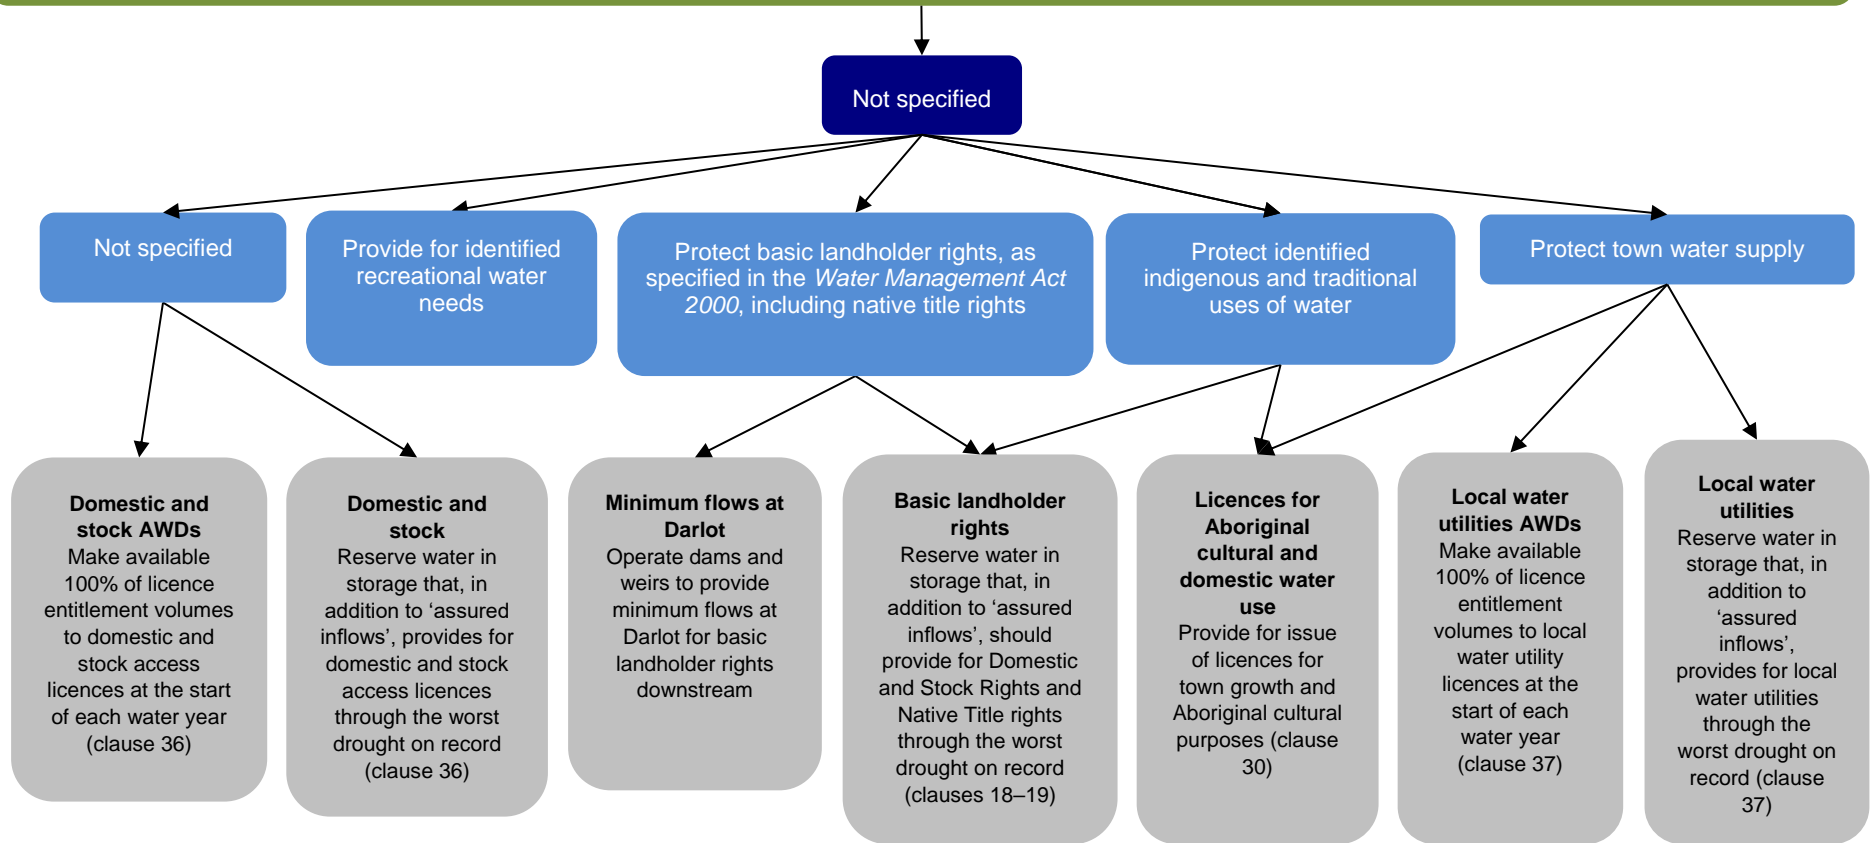 Not specified
Not specified
Provide for identified
recreational water
needs
Protect basic landholder rights, as
specified in the Water Management Act
2000, including native title rights
Protect identified
indigenous and traditional
uses of water
Protect town water supply
Domestic and
stock AWDs
Make available
100% of licence
entitlement volumes
to domestic and
stock access
licences at the start
of each water year
(clause 36)
Domestic and
stock
Reserve water in
storage that, in
addition to ‘assured
inflows’, provides for
domestic and stock
access licences
through the worst
drought on record
(clause 36)
Minimum flows at
Darlot
Operate dams and
weirs to provide
minimum flows at
Darlot for basic
landholder rights
downstream
Basic landholder
rights
Reserve water in
storage that, in
addition to ‘assured
inflows’, should
provide for Domestic
and Stock Rights and
Native Title rights
through the worst
drought on record
(clauses 18–19)
Licences for
Aboriginal
cultural and
domestic water
use
Provide for issue
of licences for
town growth and
Aboriginal cultural
purposes (clause
30)
Local water
utilities AWDs
Make available
100% of licence
entitlement
volumes to local
water utility
licences at the
start of each
water year
(clause 37)
Local water
utilities
Reserve water in
storage that, in
addition to
‘assured
inflows’,
provides for local
water utilities
through the
worst drought on
record (clause
37)